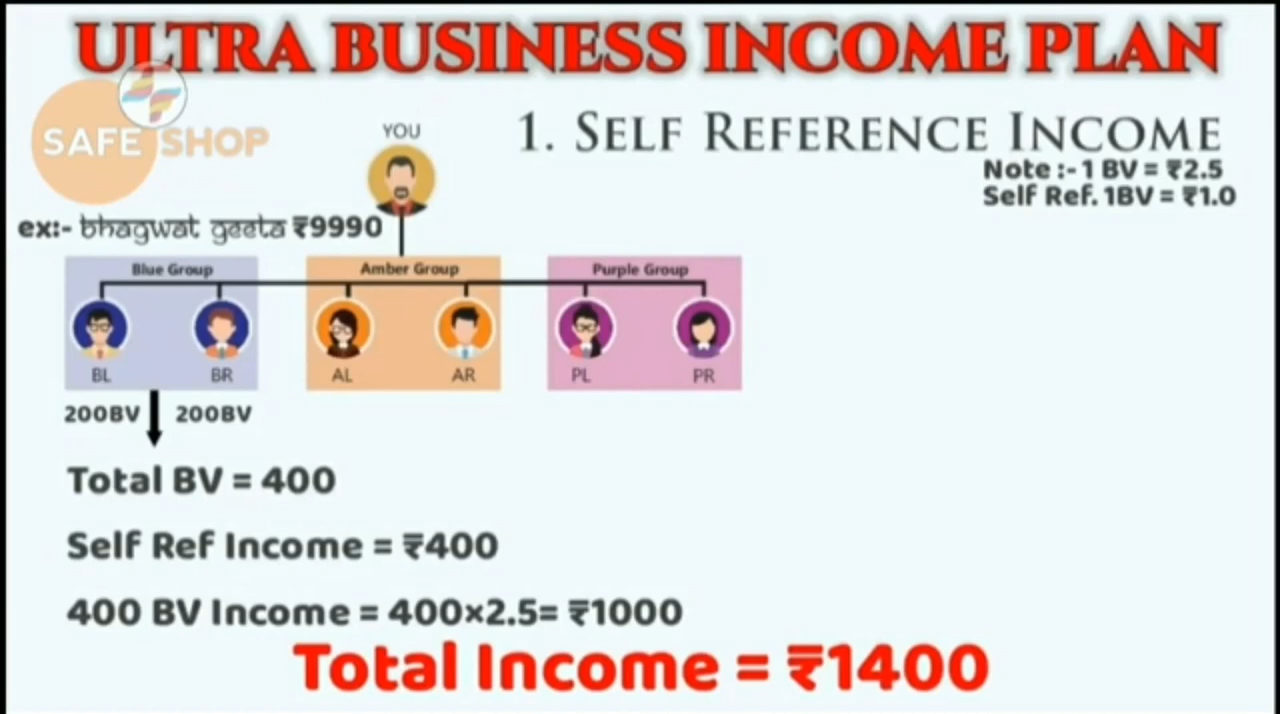 ULTRA BUSINESS INCOME PLAN
SAFE SHOP
YOU
1. SELF REFERENCE INCOME
Note :- 1 BV = ₹2.5
Self Ref. 1BV = ₹1.0
ex:- bhagwat geeta ₹9990
Blue Group Amber Group Purple Group
BL BR AL AR PL PR
200BV 200BV
Total BV = 400
Self Ref Income = ₹400
400 BV Income = 400×2.5= ₹1000
Total Income = ₹1400